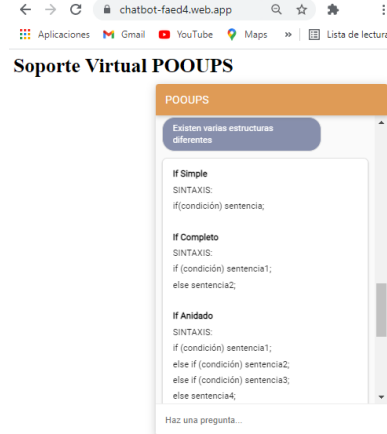 chatbot-faed4.web.app
Aplicaciones Gmail YouTube Maps » Lista de lectura
Soporte Virtual POOUPS
POOUPS
Existen varias estructuras
diferentes
If Simple
SINTAXIS:
if(condición) sentencia;
If Completo
SINTAXIS:
if (condición) sentencia1;
else sentencia2;
If Anidado
SINTAXIS:
if (condición) sentencia1;
else if (condición) sentencia2;
else if (condición) sentencia3;
else sentencia4;
Haz una pregunta...